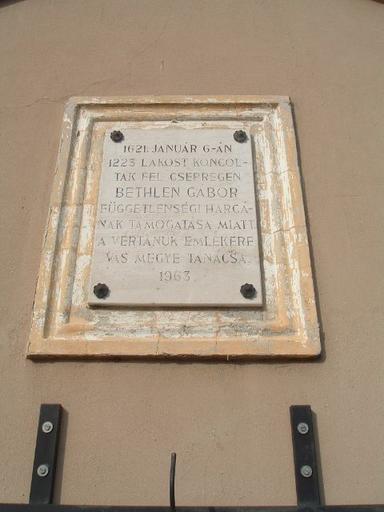 1621. JANUÁR 6-ÁN
1223 LAKOST KONCOL-
TAK FEL CSEPREGEN
BETHLEN GÁBOR
FÜGGETLENSÉGI HARCÁ-
NAK TÁMOGATÁSA MIATT.
A VÉRTANUK EMLÉKÉRE
VAS MEGYE TANÁCSA
1963.